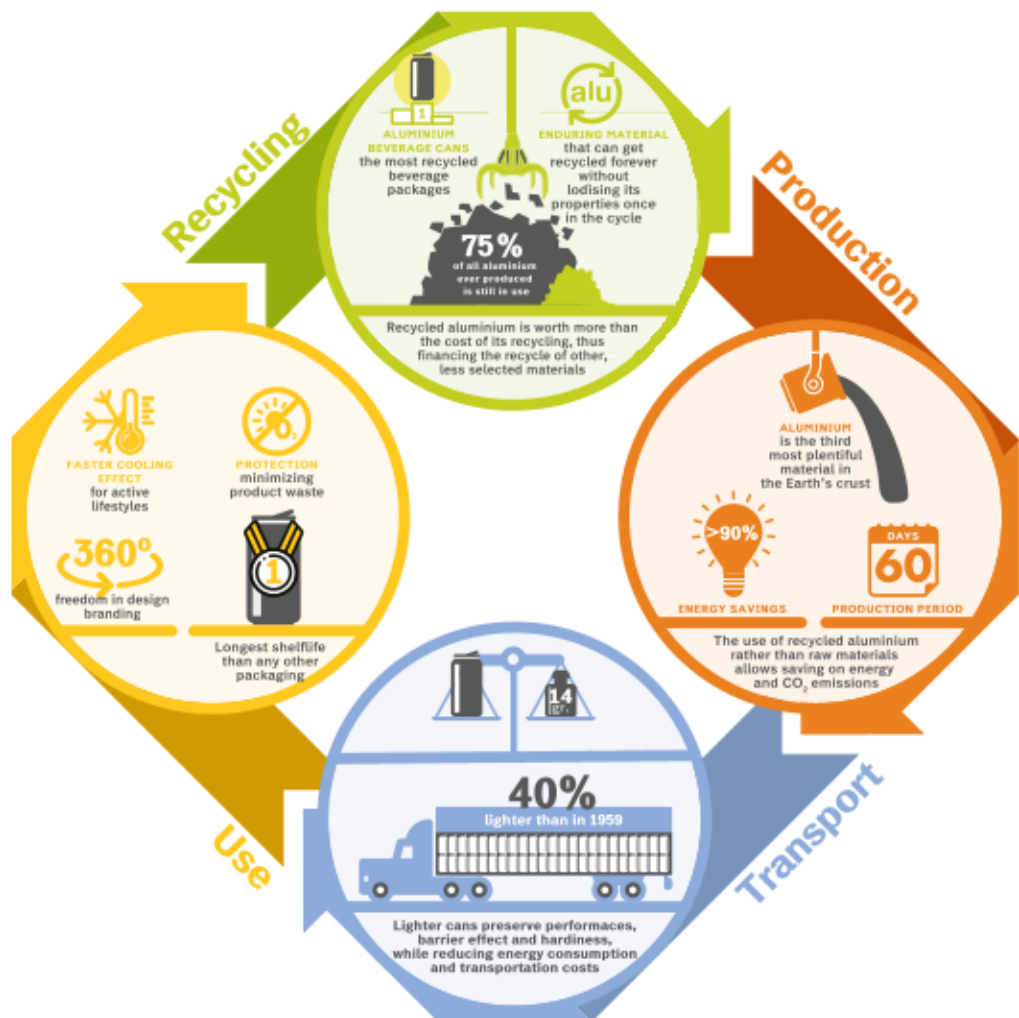 Recycling
1
ALUMINIUM
BEVERAGE CANS
the most recycled
beverage
packages
alu
ENDURING MATERIAL
that can get
recycled forever
without
lodising its
properties once
in the cycle
75%
of all aluminium
ever produced
is still in use
Recycled aluminium is worth more than
the cost of its recycling, thus
financing the recycle of other,
less selected materials
Production
ALUMINIUM
is the third
most plentiful
material in
the Earth's crust
>90%
ENERGY SAVINGS
DAYS
60
PRODUCTION PERIOD
The use of recycled aluminium
rather than raw materials
allows saving on energy
and CO₂ emissions
Transport
14
gr.
40%
lighter than in 1959
Lighter cans preserve performaces,
barrier effect and hardiness,
while reducing energy consumption
and transportation costs
Use
FASTER COOLING
EFFECT
for active
lifestyles
PROTECTION
minimizing
product waste
360º
freedom in design
branding
1
Longest shelflife
than any other
packaging